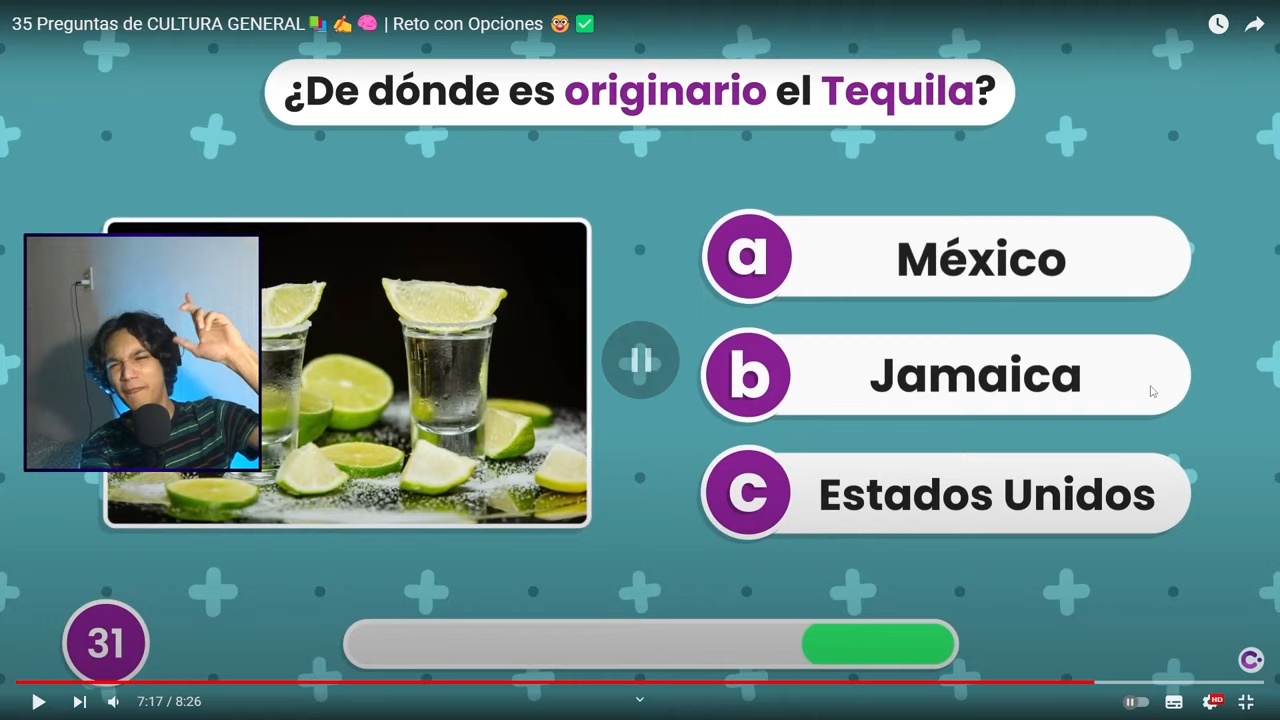 35 Preguntas de CULTURA GENERAL📚✍️🧠 | Reto con Opciones 🤓 ✅
¿De dónde es originario el Tequila?
a México
b Jamaica
c Estados Unidos
31
7:17 / 8:26
HD